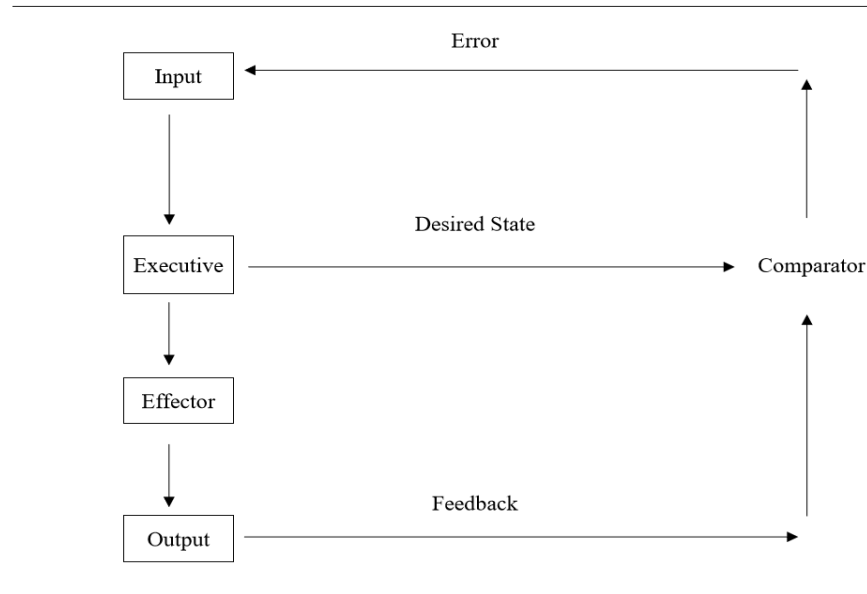 Error
Input
Desired State
Executive
Comparator
Effector
Feedback
Output